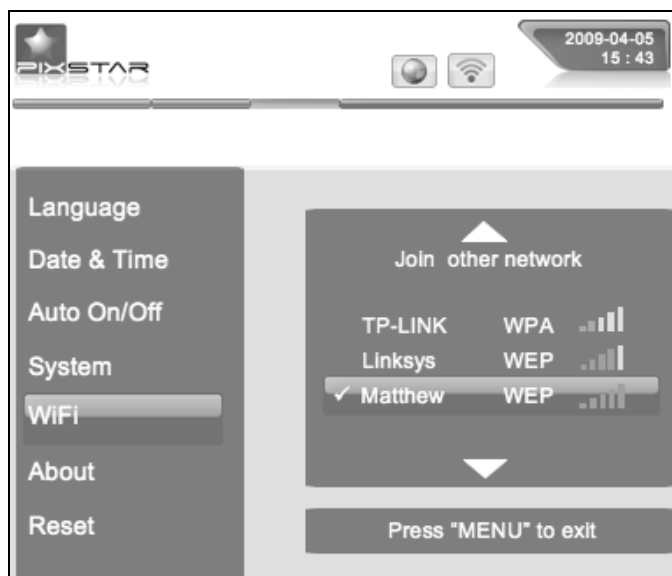 PIXSTAR
2009-04-05
15 : 43
Language
Date & Time
Auto On/Off
System
WiFi
About
Reset
Join other network
TP-LINK WPA
Linksys WEP
✓ Matthew WEP
Press "MENU" to exit